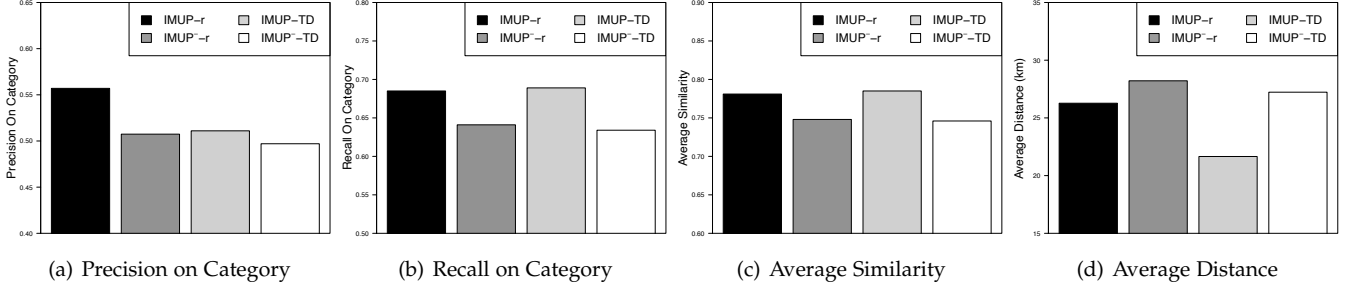 IMUP−r
IMUP−−r
IMUP−TD
IMUP−−TD
Precision On Category
0.65
0.60
0.55
0.50
0.45
0.40
(a) Precision on Category
IMUP−r
IMUP−−r
IMUP−TD
IMUP−−TD
Recall On Category
0.80
0.75
0.70
0.65
0.60
0.55
0.50
(b) Recall on Category
IMUP−r
IMUP−−r
IMUP−TD
IMUP−−TD
Average Similarity
0.90
0.85
0.80
0.75
0.70
0.65
0.60
(c) Average Similarity
IMUP−r
IMUP−−r
IMUP−TD
IMUP−−TD
Average Distance (km)
35
30
25
20
15
(d) Average Distance